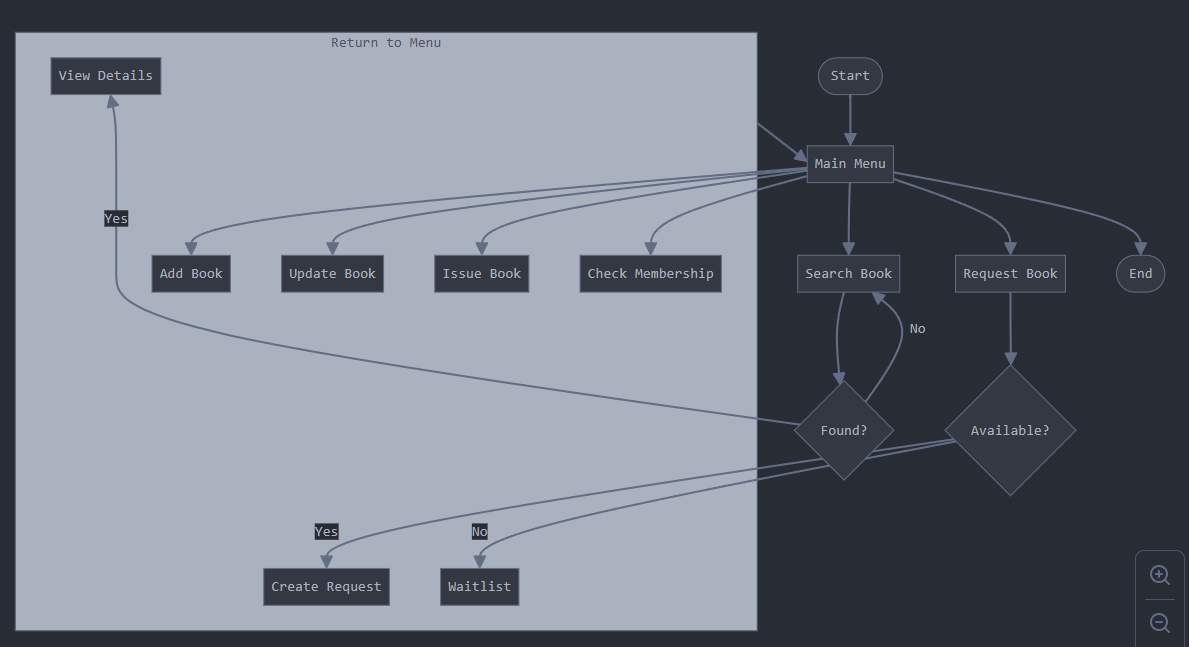 Return to Menu
View Details
Start
Main Menu
Yes
Add Book
Update Book
Issue Book
Check Membership
Search Book
Request Book
End
No
Found?
Available?
Yes
No
Create Request
Waitlist